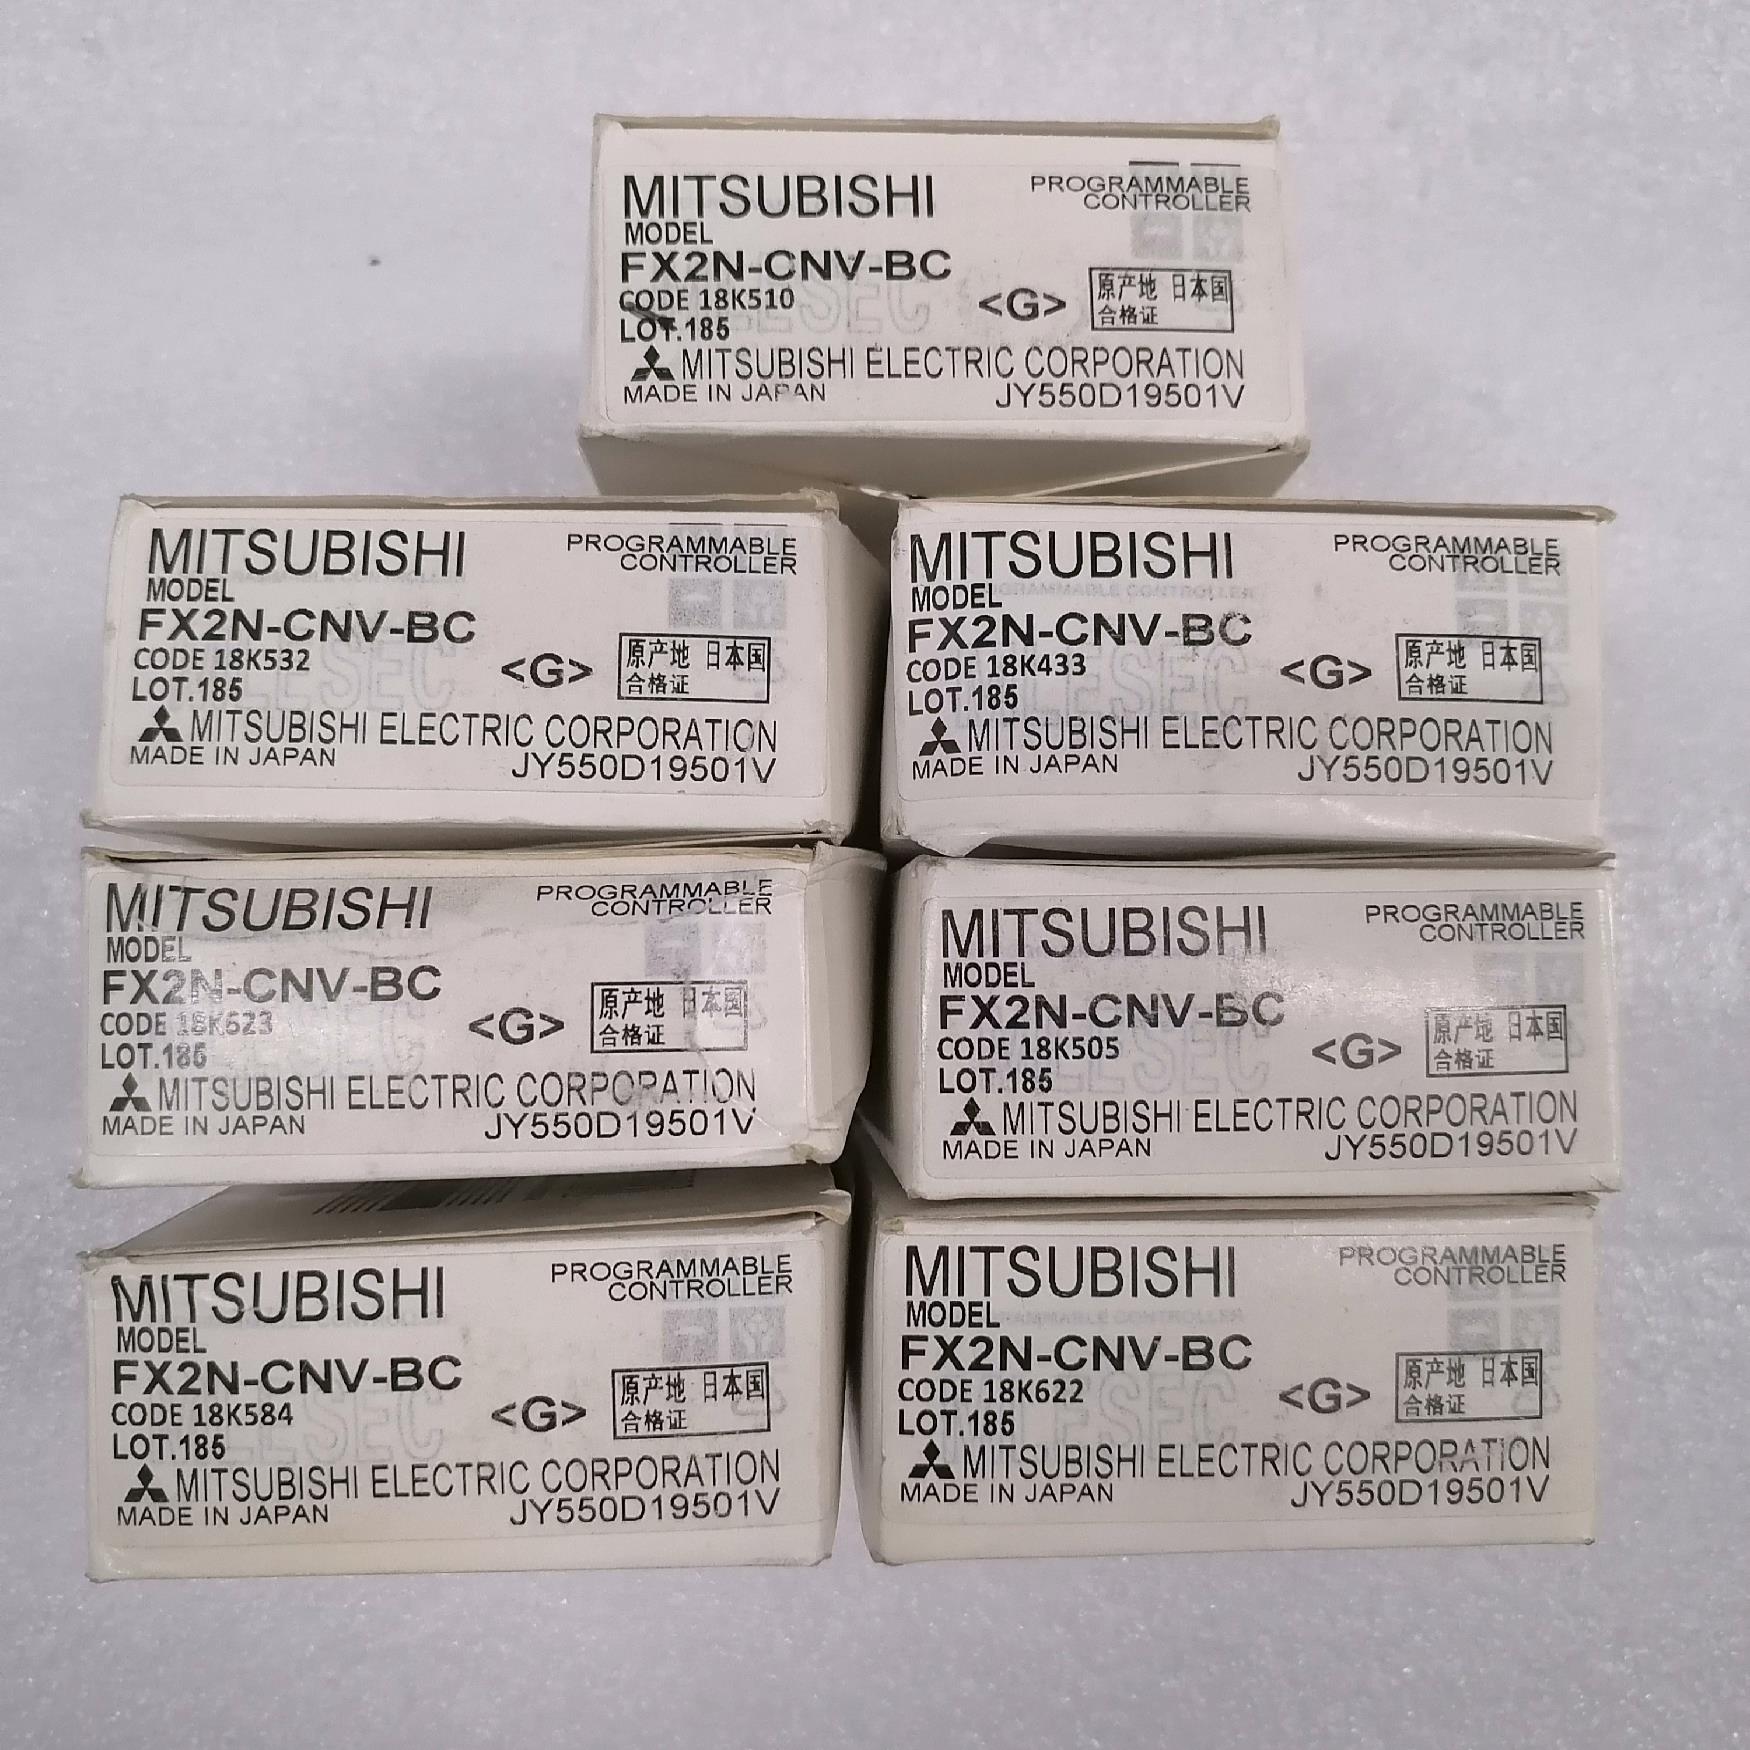 MITSUBISHI
PROGRAMMABLE
CONTROLLER
MODEL
FX2N-CNV-BC
CODE 18K510
LOT.185
<G>
原产地 日本国
合格证
MITSUBISHI ELECTRIC CORPORATION
MADE IN JAPAN JY550D19501V
MITSUBISHI
PROGRAMMABLE
CONTROLLER
MODEL
FX2N-CNV-BC
CODE 18K532
LOT.185
<G>
原产地 日本国
合格证
MITSUBISHI ELECTRIC CORPORATION
MADE IN JAPAN JY550D19501V
MITSUBISHI
PROGRAMMABLE
CONTROLLER
MODEL
FX2N-CNV-BC
CODE 18K433
LOT.185
<G>
原产地 日本国
合格证
MITSUBISHI ELECTRIC CORPORATION
MADE IN JAPAN JY550D19501V
MITSUBISHI
PROGRAMMABLE
CONTROLLER
MODEL
FX2N-CNV-BC
CODE 18K623
LOT.185
<G>
原产地 日本国
合格证
MITSUBISHI ELECTRIC CORPORATION
MADE IN JAPAN JY550D19501V
MITSUBISHI
PROGRAMMABLE
CONTROLLER
MODEL
FX2N-CNV-BC
CODE 18K505
LOT.185
<G>
原产地 日本国
合格证
MITSUBISHI ELECTRIC CORPORATION
MADE IN JAPAN JY550D19501V
MITSUBISHI
PROGRAMMABLE
CONTROLLER
MODEL
FX2N-CNV-BC
CODE 18K584
LOT.185
<G>
原产地 日本国
合格证
MITSUBISHI ELECTRIC CORPORATION
MADE IN JAPAN JY550D19501V
MITSUBISHI
PROGRAMMABLE
CONTROLLER
MODEL
FX2N-CNV-BC
CODE 18K622
LOT.185
<G>
原产地 日本国
合格证
MITSUBISHI ELECTRIC CORPORATION
MADE IN JAPAN JY550D19501V